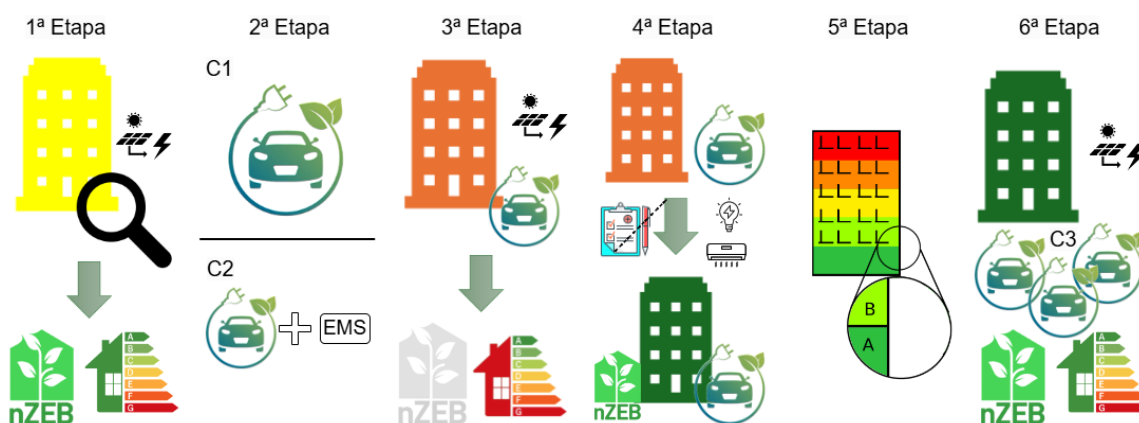 1ª Etapa
2ª Etapa
3ª Etapa
4ª Etapa
5ª Etapa
6ª Etapa
C1
C2
EMS
nZEB
A
B
C
D
E
F
G
nZEB
A
B
C
D
E
F
G
nZEB
B
A
C3
nZEB
A
B
C
D
E
F
G